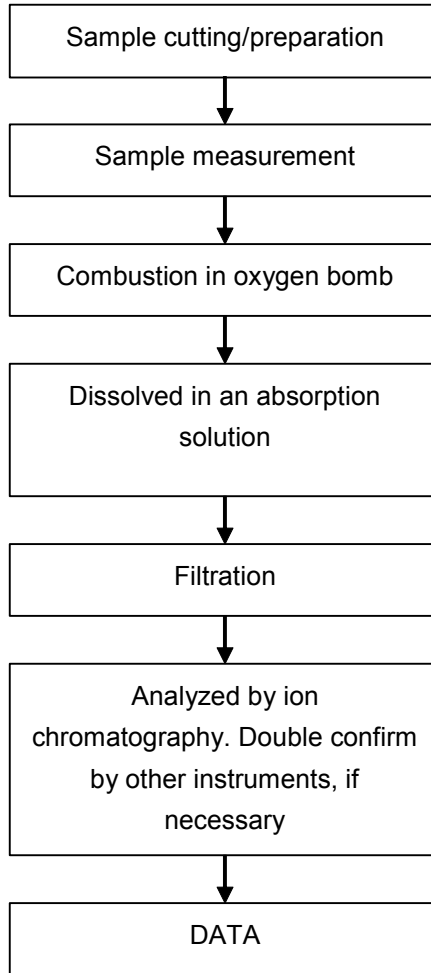 Sample cutting/preparation
Sample measurement
Combustion in oxygen bomb
Dissolved in an absorption
solution
Filtration
Analyzed by ion
chromatography. Double confirm
by other instruments, if
necessary
DATA